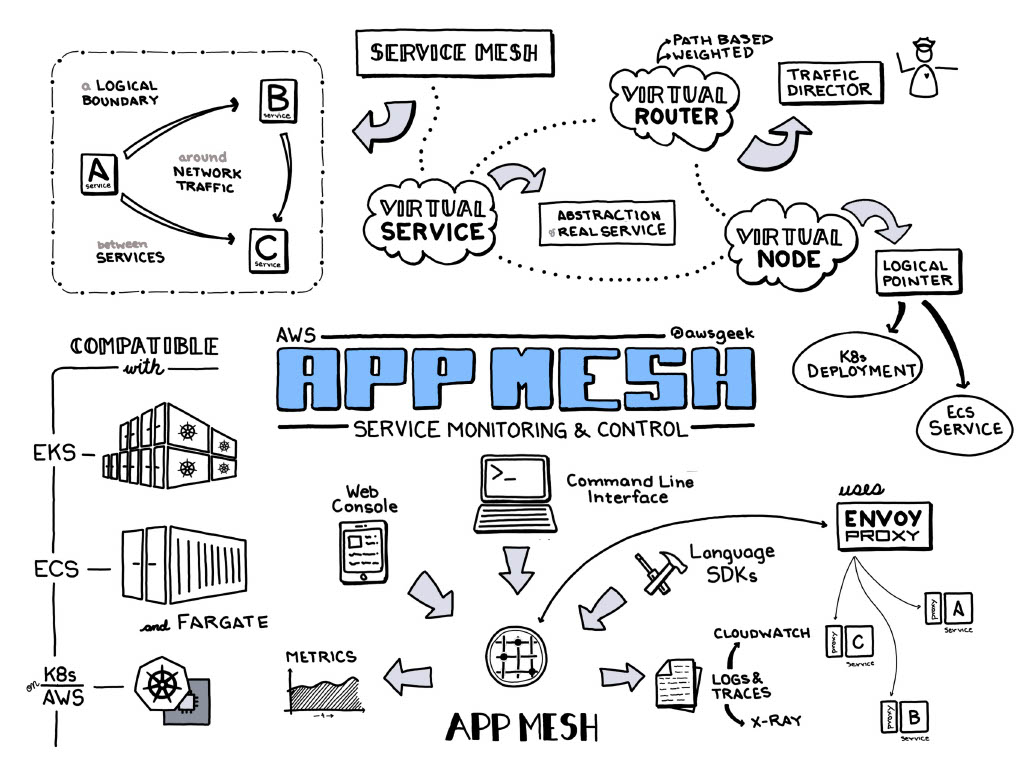 SERVICE MESH
a LOGICAL
BOUNDARY
A
service
B
service
around
NETWORK
TRAFFIC
between
SERVICES
C
service
VIRTUAL
SERVICE
ABSTRACTION
of REAL SERVICE
PATH BASED
WEIGHTED
VIRTUAL
ROUTER
TRAFFIC
DIRECTOR
VIRTUAL
NODE
LOGICAL
POINTER
K8s
DEPLOYMENT
Ecs
SERVICE
AWS
@awsgeek
APP MESH
SERVICE MONITORING & CONTROL
COMPATIBLE
with
EKS
ECS
and FARGATE
on K8s
AWS
Web
Console
>_
Command Line
Interface
Language
SDKs
uses
ENVOY
PROXY
PROXY
A
service
PROXY
C
service
PROXY
B
service
METRICS
-t→
CLOUDWATCH
LOGS &
TRACES
X-RAY
APP MESH